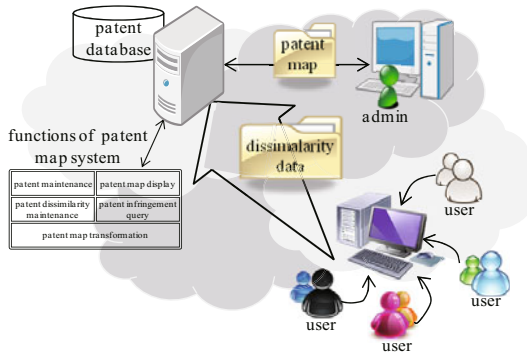 patent
database
patent
map
admin
functions of patent
map system
dissimalarity
data
patent maintenance
patent map display
patent dissimilarity
maintenance
patent infringement
query
patent map transformation
user
user
user
user